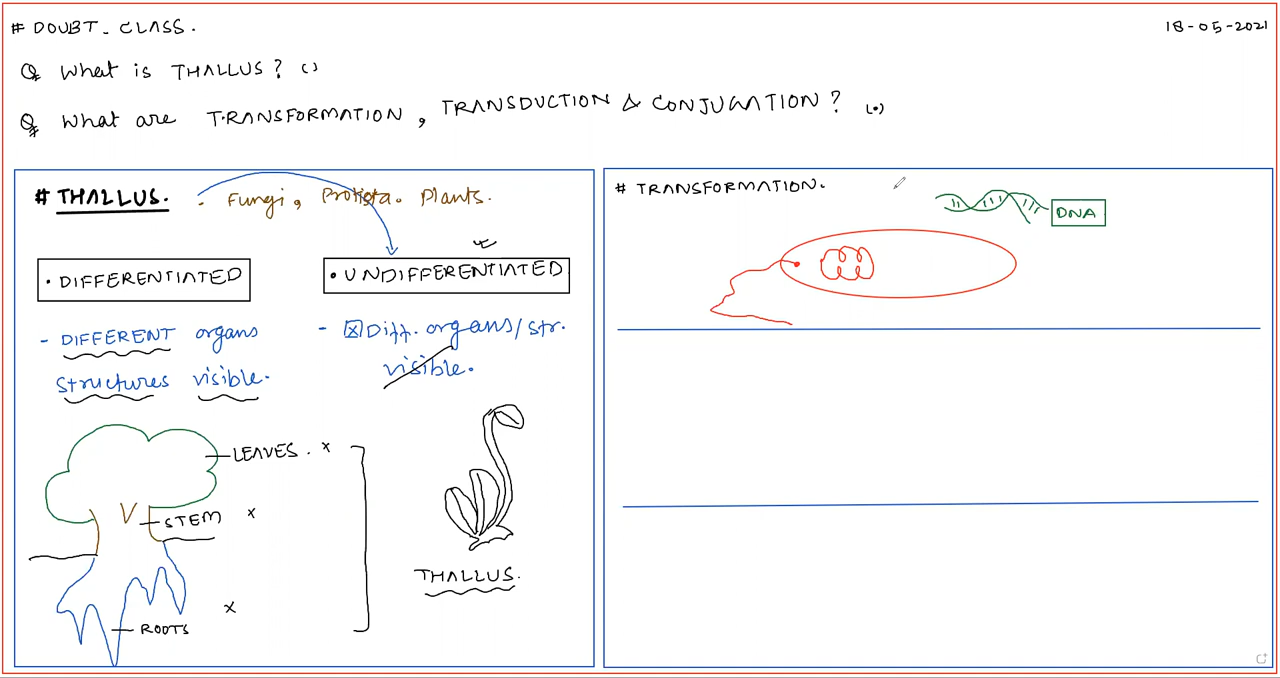 # DOUBT_CLASS.
18-05-2021
Q What is THALLUS? ( )
Q What are TRANSFORMATION, TRANSDUCTION & CONJUGATION? (•)
# THALLUS. - Fungi, Protista. Plants.
• DIFFERENTIATED
• UNDIFFERENTIATED
- DIFFERENT organs
structures visible.
- ☒ Diff. organs/str.
visible.
LEAVES. x
STEM x
ROOTS x
THALLUS.
# TRANSFORMATION.
DNA